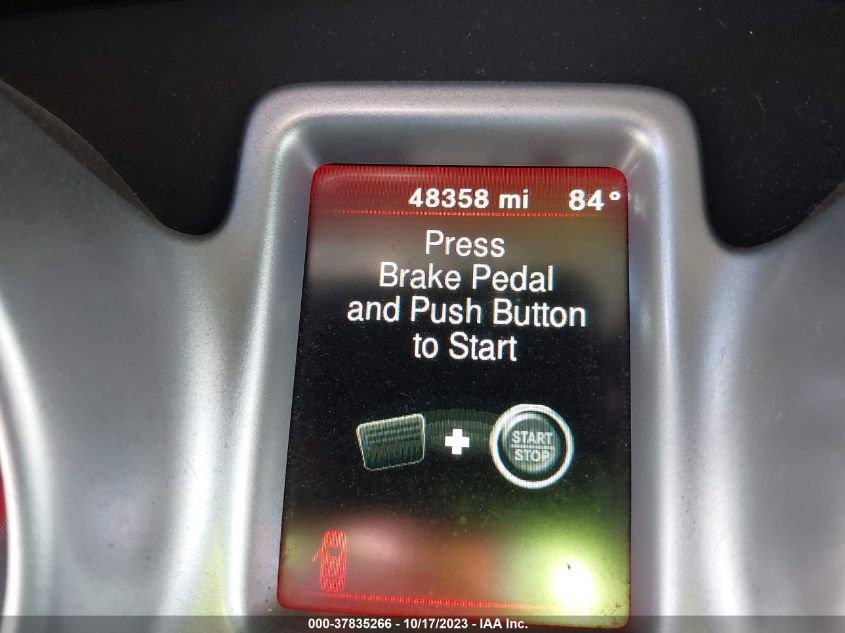 48358 mi 84°
Press
Brake Pedal
and Push Button
to Start
START
STOP
000-37835266 - 10/17/2023 - IAA Inc.